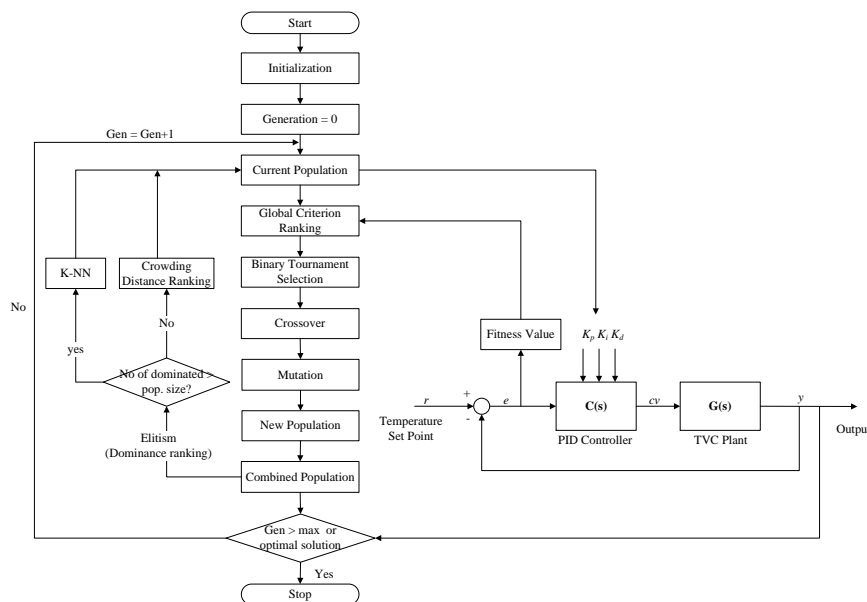 Start
Initialization
Generation = 0
Gen = Gen+1
Current Population
Global Criterion
Ranking
K-NN
Crowding
Distance Ranking
Binary Tournament
Selection
No
No
Crossover
Fitness Value
Kp Ki Kd
yes
No of dominated >
pop. size?
Mutation
r
+
-
e
C(s)
cv
G(s)
y
Temperature
Set Point
PID Controller
TVC Plant
Output
New Population
Elitism
(Dominance ranking)
Combined Population
Gen > max or
optimal solution
Yes
Stop